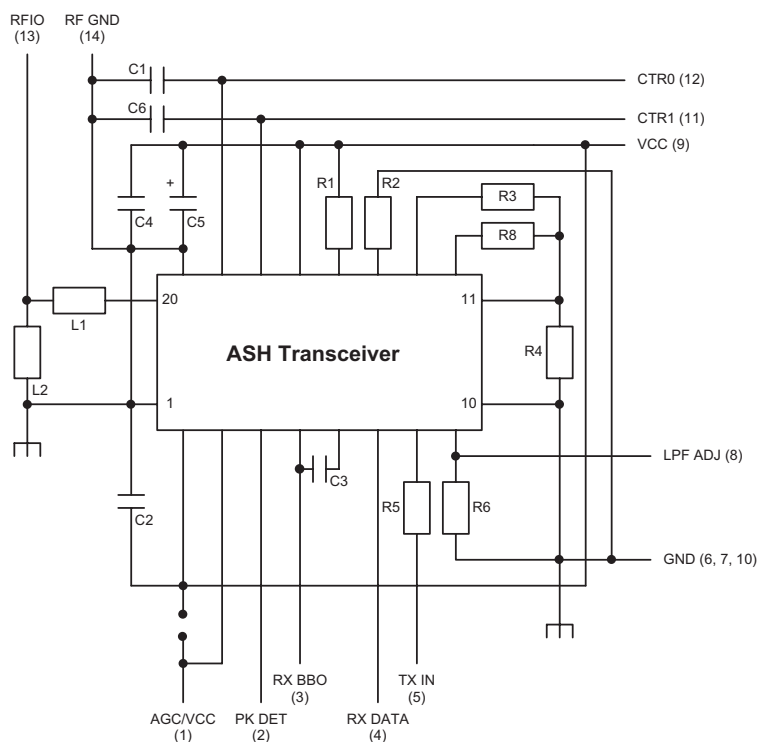 RFIO
(13)
RF GND
(14)
C1
CTR0 (12)
C6
CTR1 (11)
VCC (9)
+
C4
C5
R1
R2
R3
R8
20
11
L1
ASH Transceiver
R4
L2
1
10
LPF ADJ (8)
C3
C2
R5
R6
GND (6, 7, 10)
RX BBO
(3)
TX IN
(5)
AGC/VCC
(1)
PK DET
(2)
RX DATA
(4)